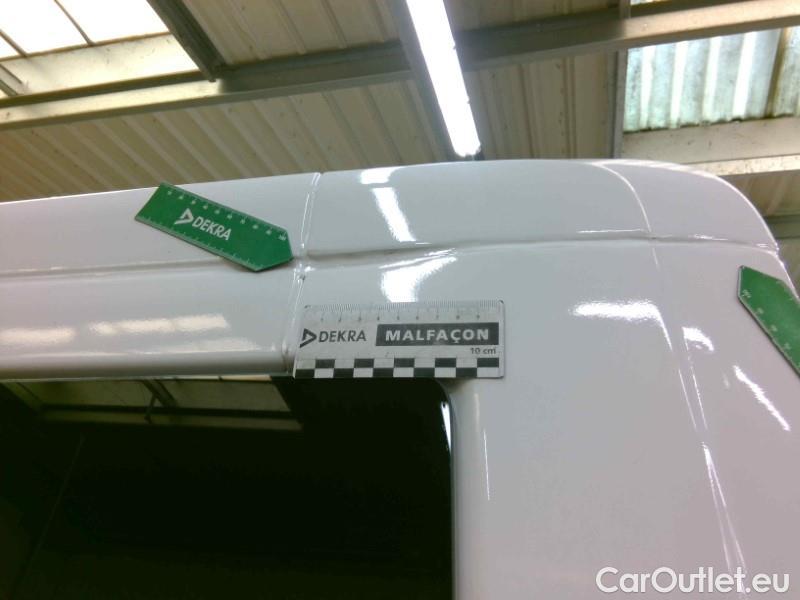 DEKRA
DEKRA MALFAÇON
10 cm
CarOutlet.eu